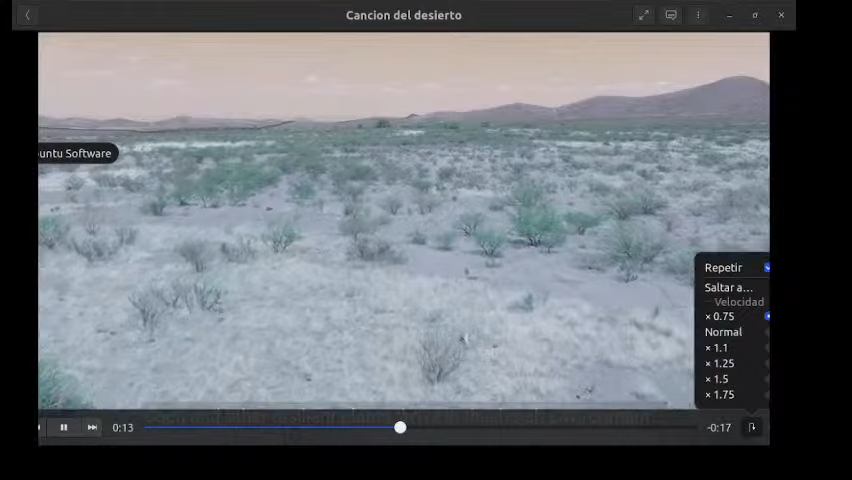 Cancion del desierto
buntu Software
Repetir
Saltar a...
Velocidad
× 0.75
Normal
× 1.1
× 1.25
× 1.5
× 1.75
0:13
-0:17